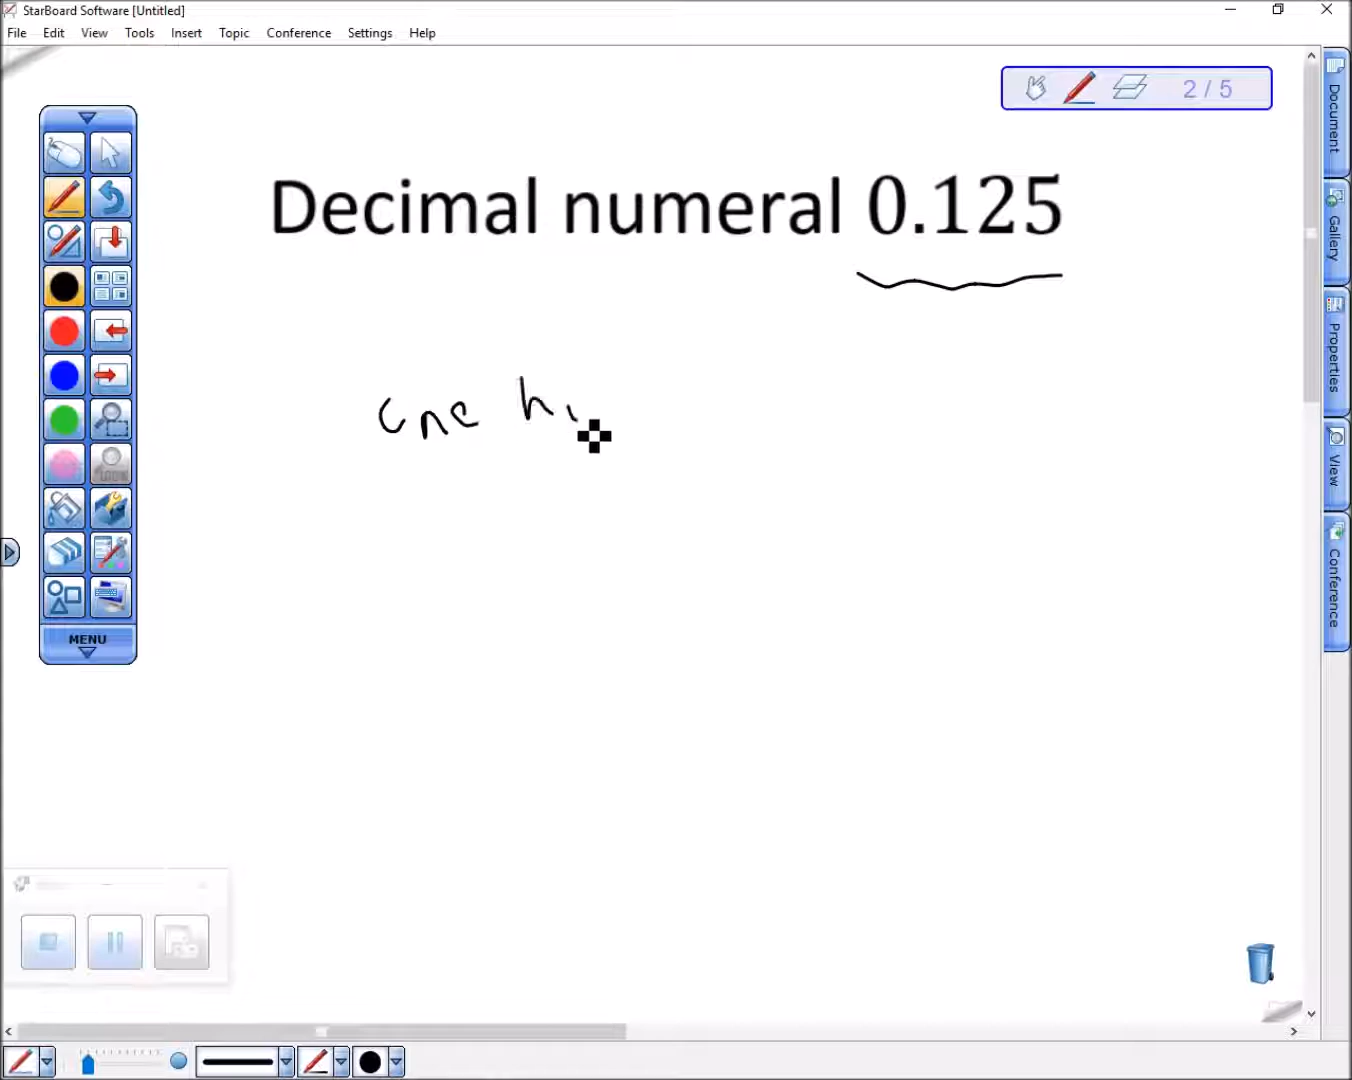 StarBoard Software [Untitled]
File Edit View Tools Insert Topic Conference Settings Help
2 / 5
Decimal numeral 0.125
one h
MENU
Document
Gallery
Properties
View
Conference